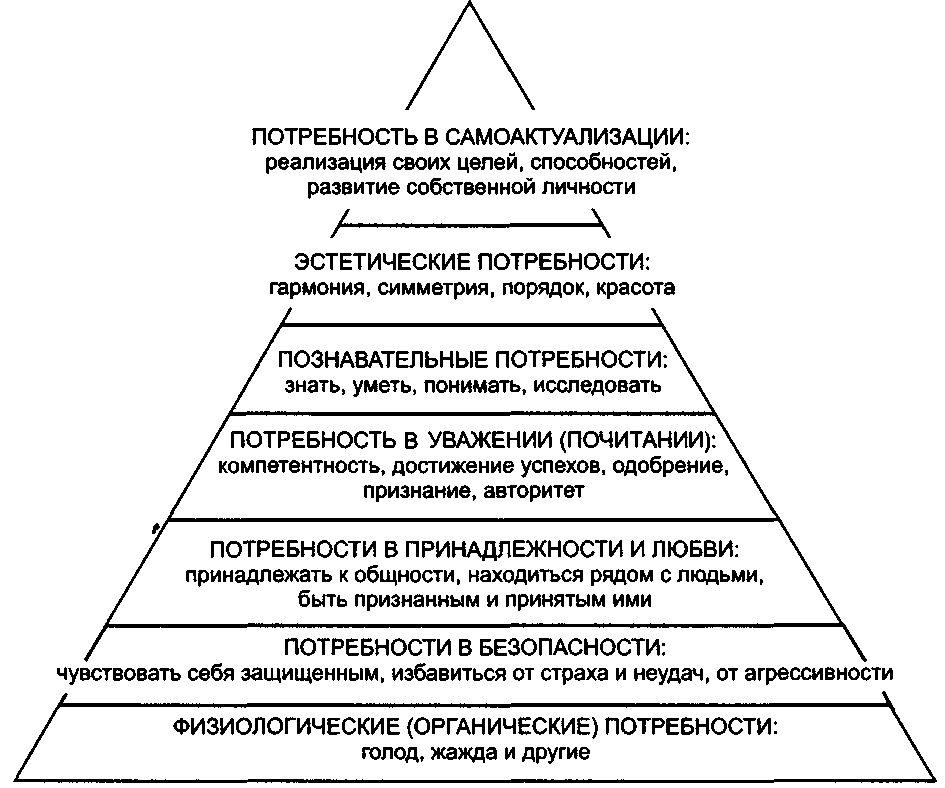 ПОТРЕБНОСТЬ В САМОАКТУАЛИЗАЦИИ:
реализация своих целей, способностей,
развитие собственной личности
ЭСТЕТИЧЕСКИЕ ПОТРЕБНОСТИ:
гармония, симметрия, порядок, красота
ПОЗНАВАТЕЛЬНЫЕ ПОТРЕБНОСТИ:
знать, уметь, понимать, исследовать
ПОТРЕБНОСТЬ В УВАЖЕНИИ (ПОЧИТАНИИ):
компетентность, достижение успехов, одобрение,
признание, авторитет
ПОТРЕБНОСТИ В ПРИНАДЛЕЖНОСТИ И ЛЮБВИ:
принадлежать к общности, находиться рядом с людьми,
быть признанным и принятым ими
ПОТРЕБНОСТИ В БЕЗОПАСНОСТИ:
чувствовать себя защищенным, избавиться от страха и неудач, от агрессивности
ФИЗИОЛОГИЧЕСКИЕ (ОРГАНИЧЕСКИЕ) ПОТРЕБНОСТИ:
голод, жажда и другие